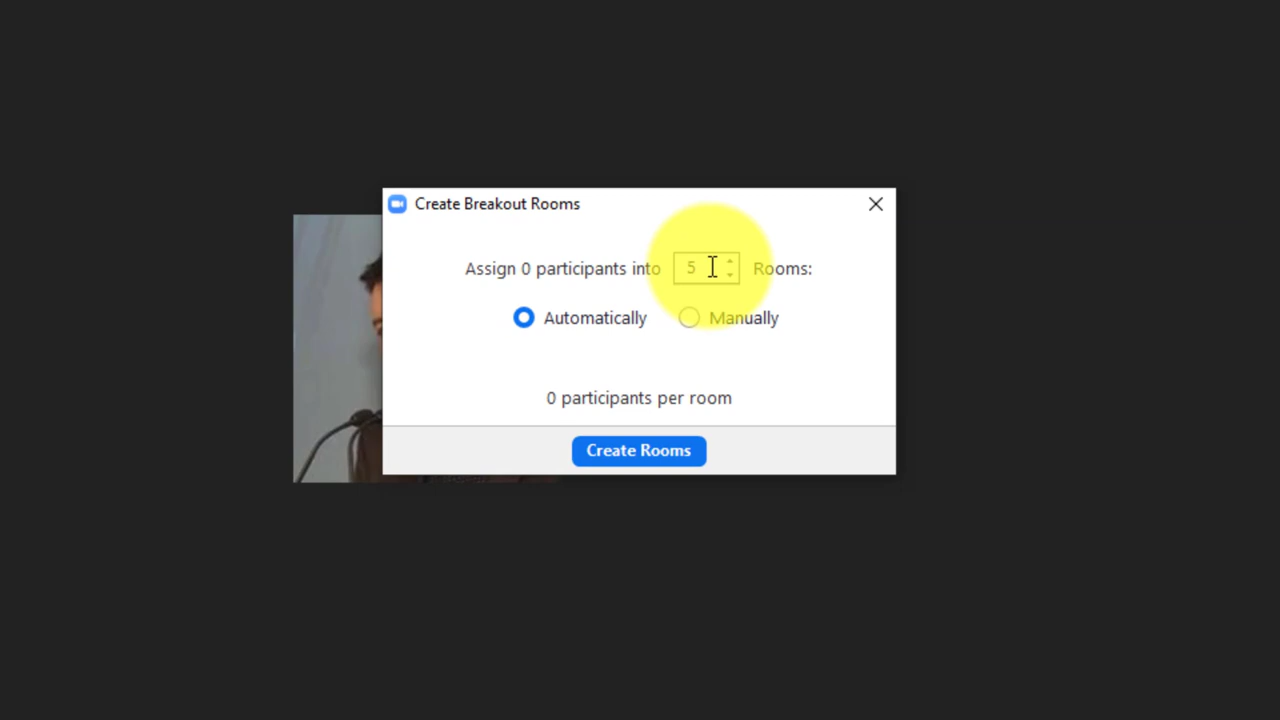 Create Breakout Rooms
Assign 0 participants into 5 Rooms:
Automatically Manually
0 participants per room
Create Rooms